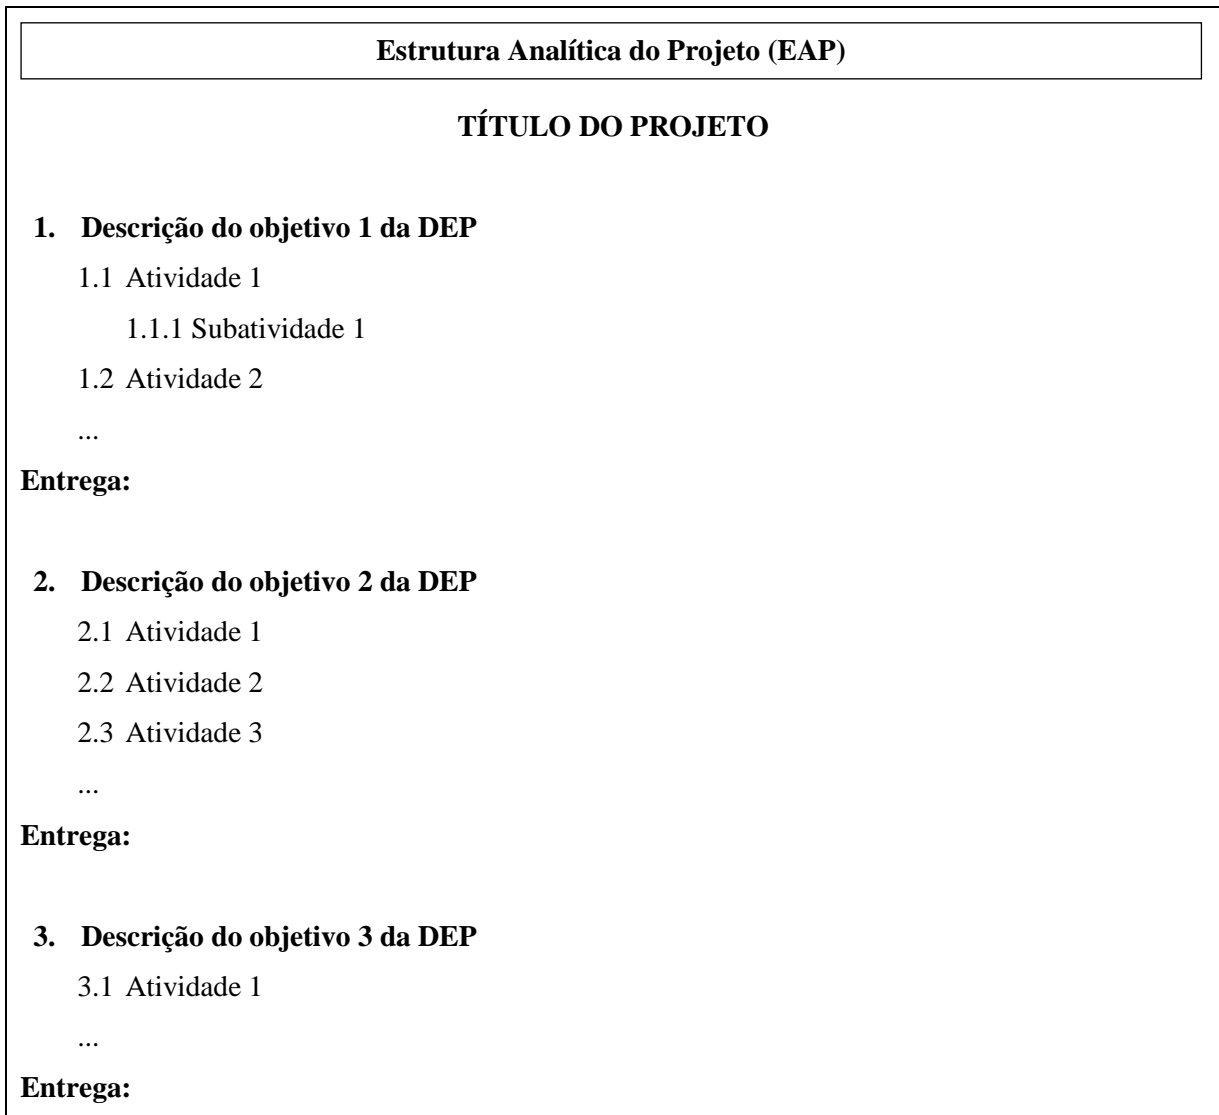 Estrutura Analítica do Projeto (EAP)
TÍTULO DO PROJETO
1. Descrição do objetivo 1 da DEP
1.1 Atividade 1
1.1.1 Subatividade 1
1.2 Atividade 2
...
Entrega:
2. Descrição do objetivo 2 da DEP
2.1 Atividade 1
2.2 Atividade 2
2.3 Atividade 3
...
Entrega:
3. Descrição do objetivo 3 da DEP
3.1 Atividade 1
...
Entrega: